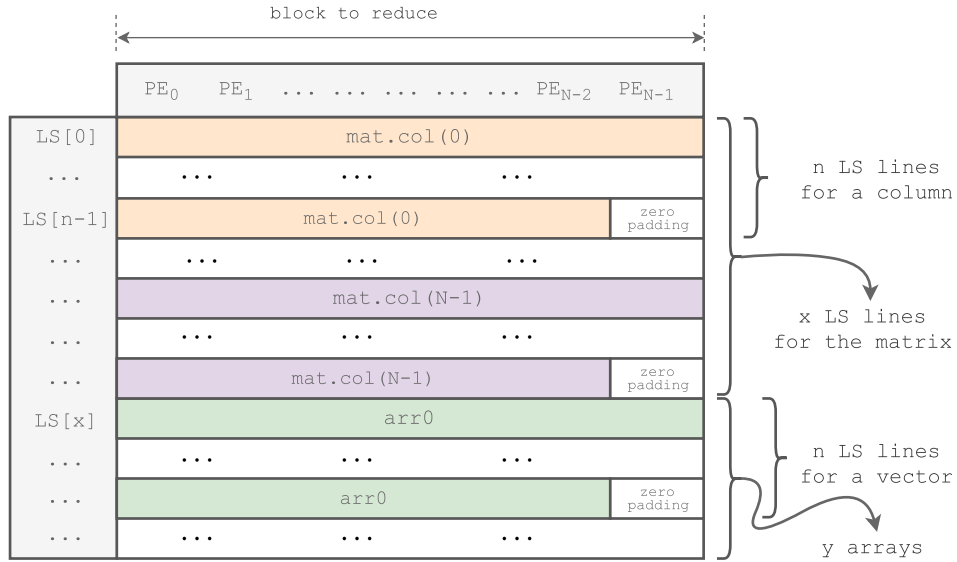 block to reduce
PE0 PE1 ... ... ... ... ... PEN-2 PEN-1
LS[0] mat.col(0)
... ... ... ...
LS[n-1] mat.col(0) zero
padding
... ... ... ...
... mat.col(N-1)
... ... ... ...
... mat.col(N-1) zero
padding
LS[x] arr0
... ... ... ...
... arr0 zero
padding
... ... ... ...
n LS lines
for a column
x LS lines
for the matrix
n LS lines
for a vector
y arrays